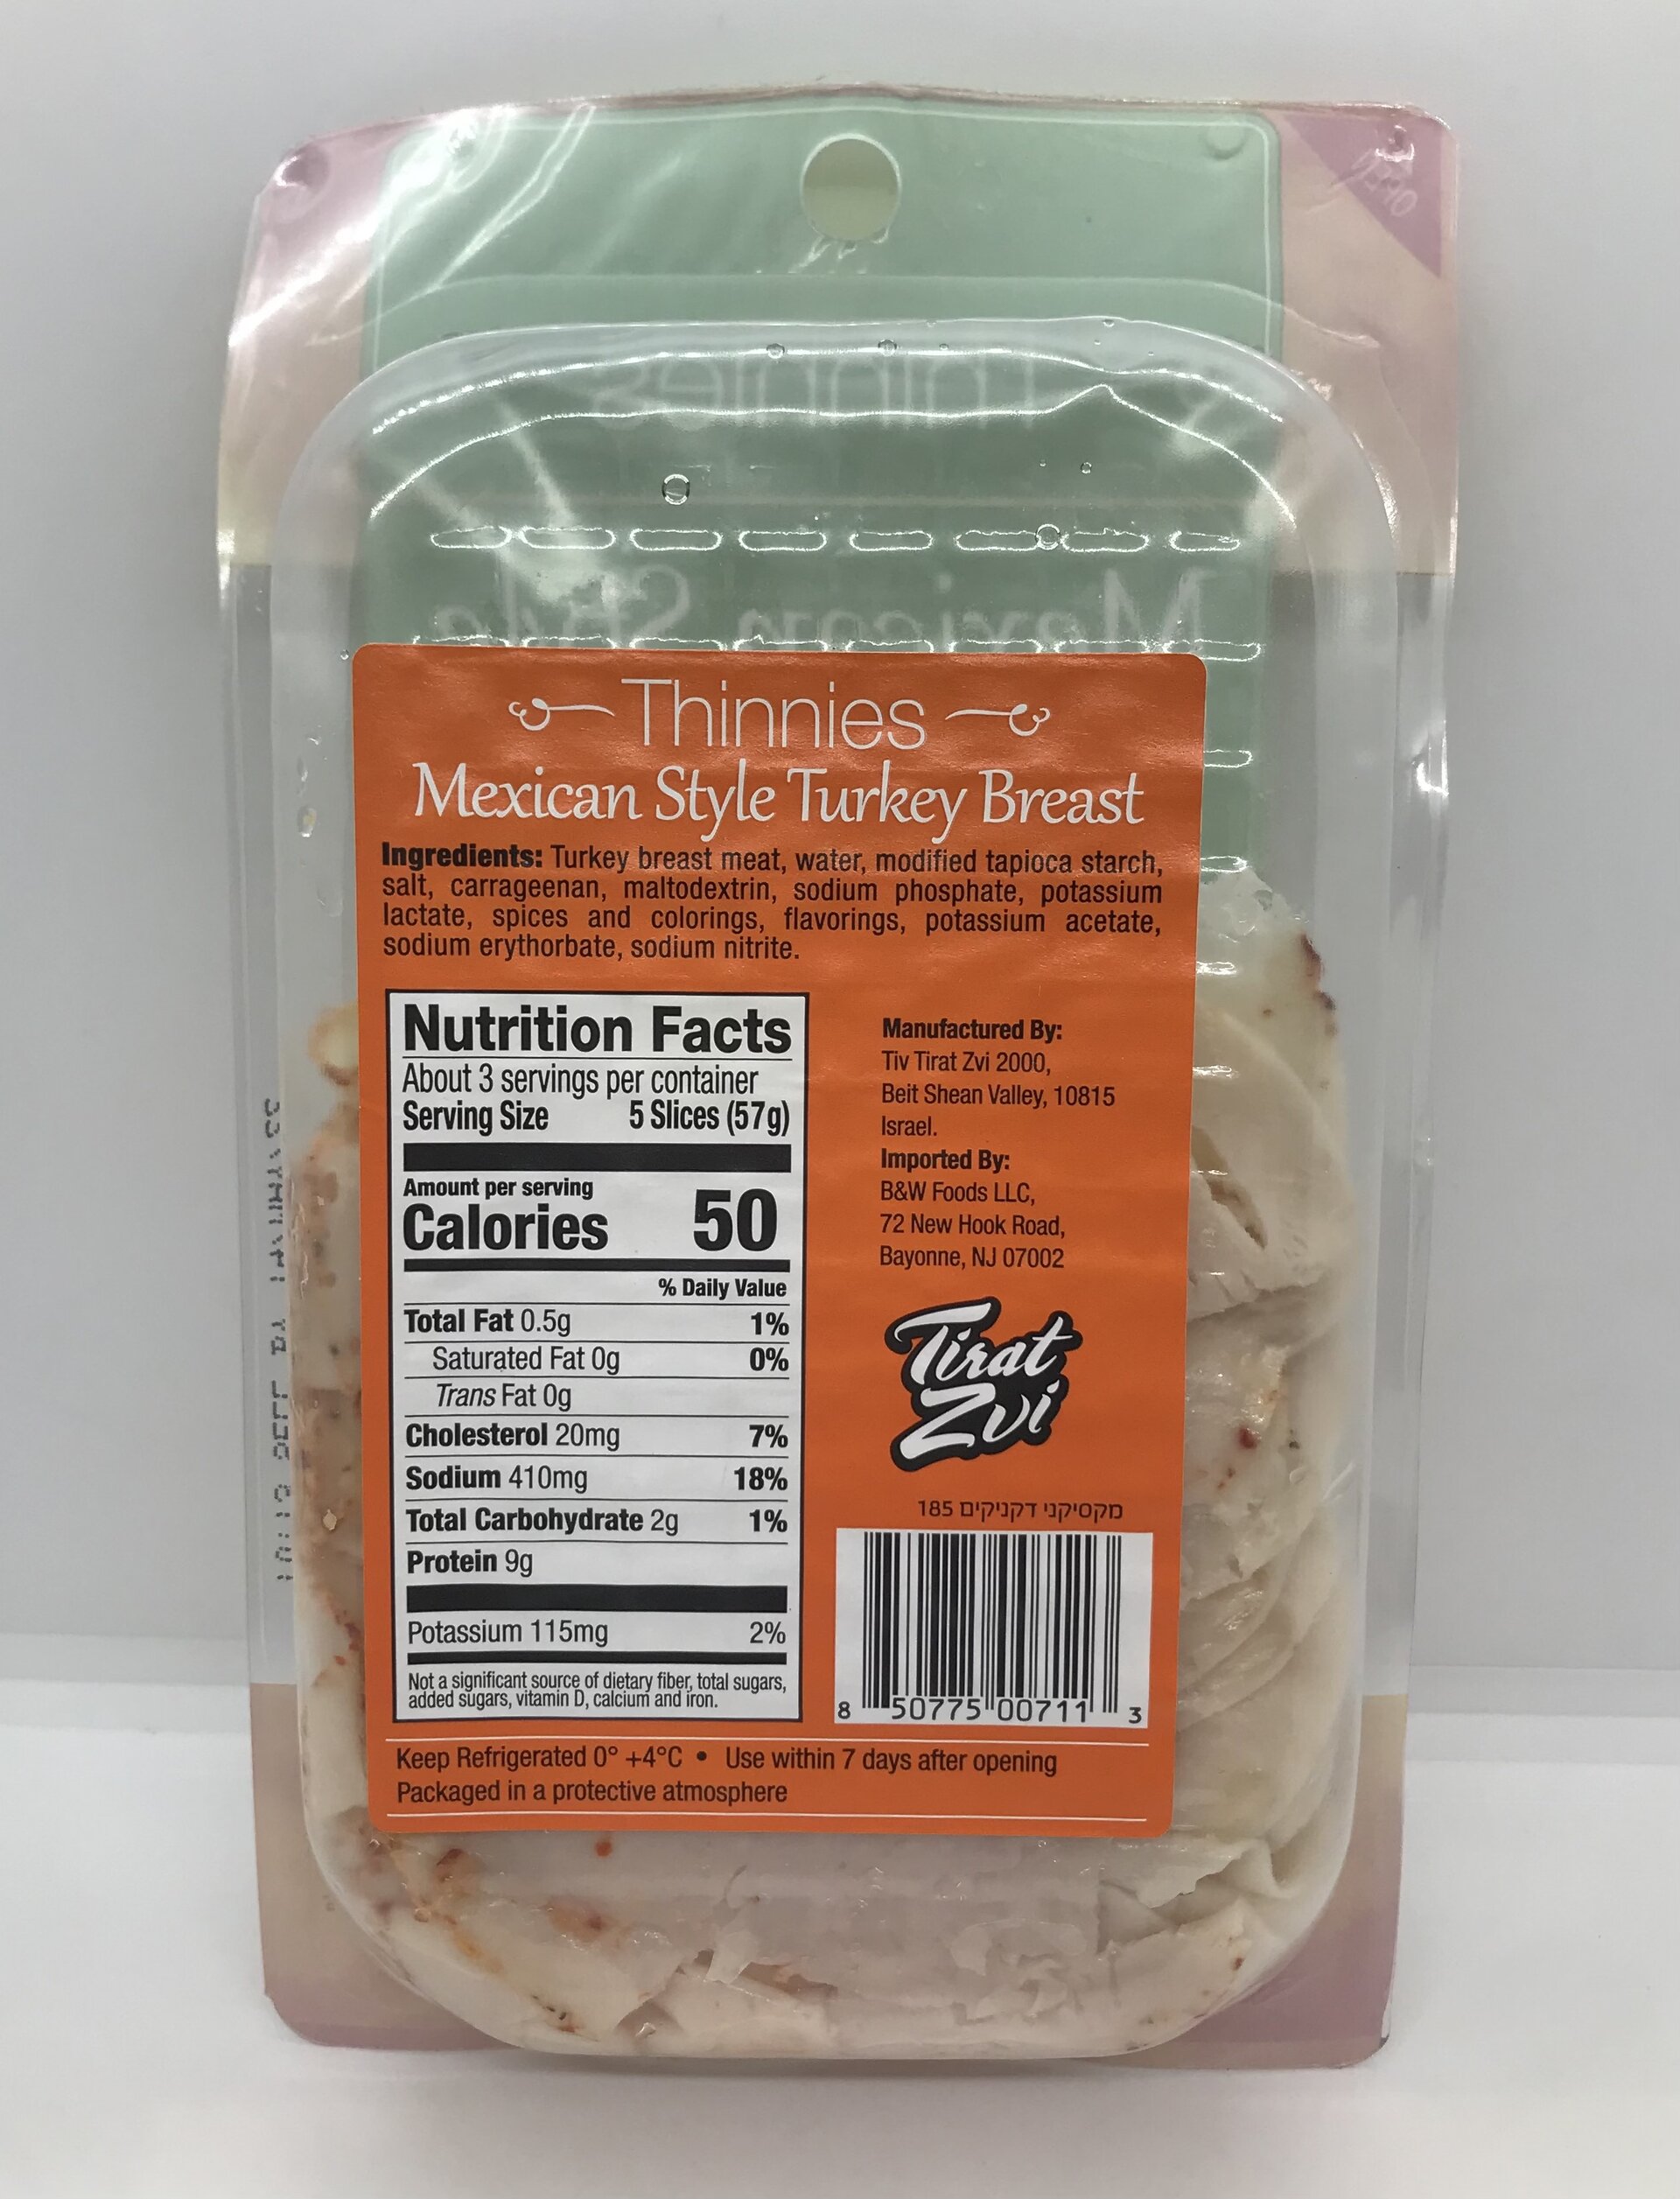 Thinnies
Thinnies
Mexican Style Turkey Breast
Ingredients: Turkey breast meat, water, modified tapioca starch,
salt, carrageenan, maltodextrin, sodium phosphate, potassium
lactate, spices and colorings, flavorings, potassium acetate,
sodium erythorbate, sodium nitrite.
Nutrition Facts
About 3 servings per container
Serving Size 5 Slices (57g)
Amount per serving
Calories 50
% Daily Value
Total Fat 0.5g 1%
Saturated Fat 0g 0%
Trans Fat 0g
Cholesterol 20mg 7%
Sodium 410mg 18%
Total Carbohydrate 2g 1%
Protein 9g
Potassium 115mg 2%
Not a significant source of dietary fiber, total sugars,
added sugars, vitamin D, calcium and iron.
Manufactured By:
Tiv Tirat Zvi 2000,
Beit Shean Valley, 10815
Israel.
Imported By:
B&W Foods LLC,
72 New Hook Road,
Bayonne, NJ 07002
Tirat
Zvi
מקסיקני דקניקים 185
8 50775 00711 3
Keep Refrigerated 0° +4°C • Use within 7 days after opening
Packaged in a protective atmosphere